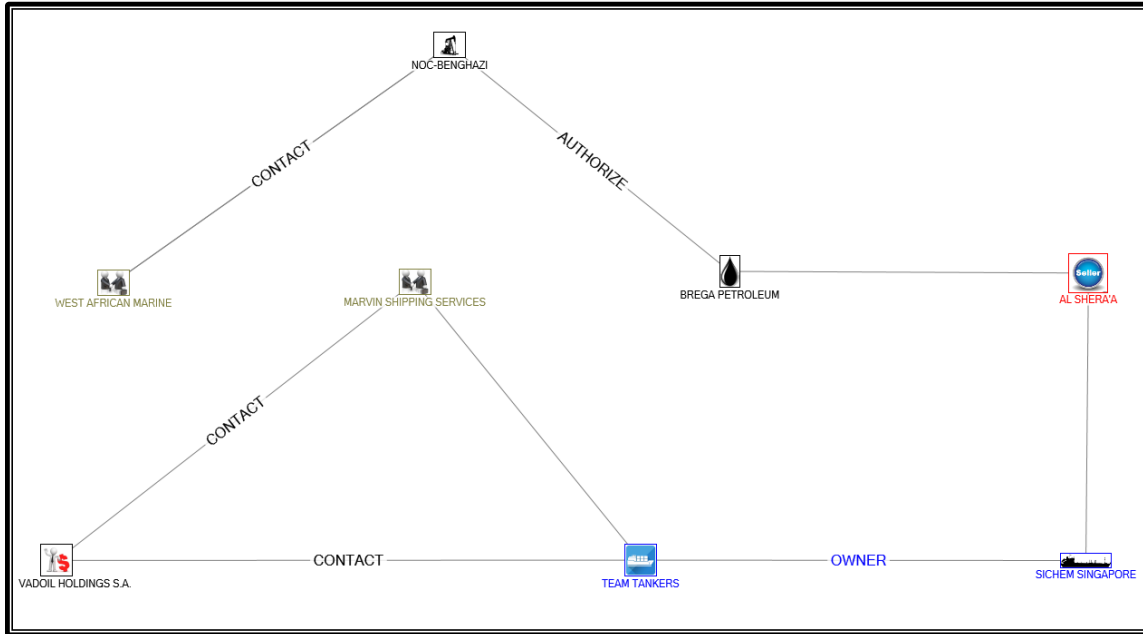 NOC-BENGHAZI
CONTACT
AUTHORIZE
WEST AFRICAN MARINE
MARVIN SHIPPING SERVICES
BREGA PETROLEUM
Seller
AL SHERA'A
CONTACT
VADOIL HOLDINGS S.A.
CONTACT
TEAM TANKERS
OWNER
SICHEM SINGAPORE